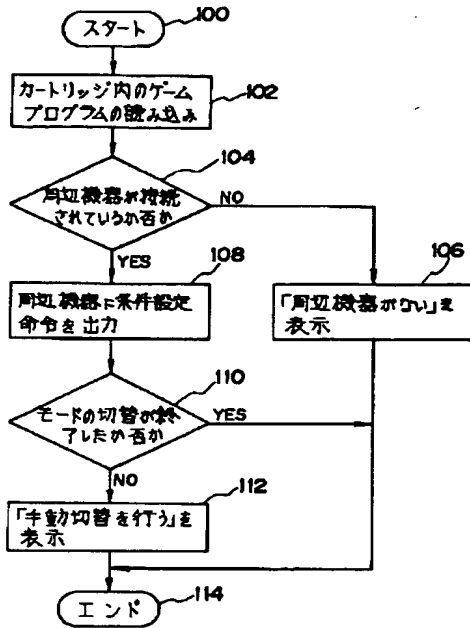 スタート
100
カートリッジ内のゲーム
プログラムの読み込み
102
104
周辺機器が接続
されているか否か
NO
YES
108
106
周辺機器に条件設定
命令を出力
「周辺機器がない」を
表示
110
モードの切替が終
了したか否か
YES
NO
112
「手動切替を行う」を
表示
エンド
114